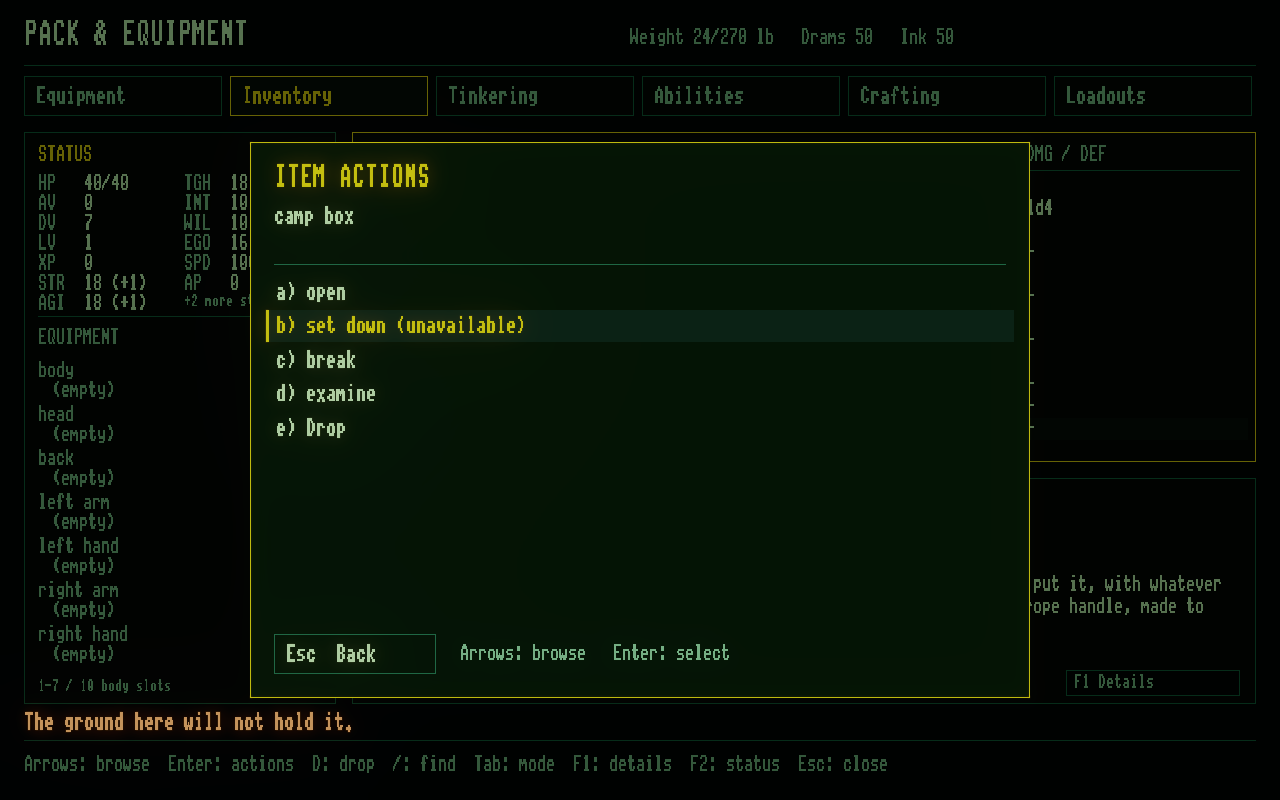 PACK & EQUIPMENT
Weight 24/270 lb Drams 50 Ink 50
Equipment Inventory Tinkering Abilities Crafting Loadouts
STATUS
HP 40/40 TGH 18
AV 0 INT 10
DV 7 WIL 10
LV 1 EGO 16
XP 0 SPD
STR 18 (+1) AP 0
AGI 18 (+1) +2 more
EQUIPMENT
body
(empty)
head
(empty)
back
(empty)
left arm
(empty)
left hand
(empty)
right arm
(empty)
right hand
(empty)
1-7 / 10 body slots
ITEM ACTIONS
camp box
a) open
b) set down (unavailable)
c) break
d) examine
e) Drop
Esc Back Arrows: browse Enter: select
/ DEF
put it, with whatever
handle, made to
F1 Details
The ground here will not hold it.
Arrows: browse Enter: actions D: drop /: find Tab: mode F1: details F2: status Esc: close